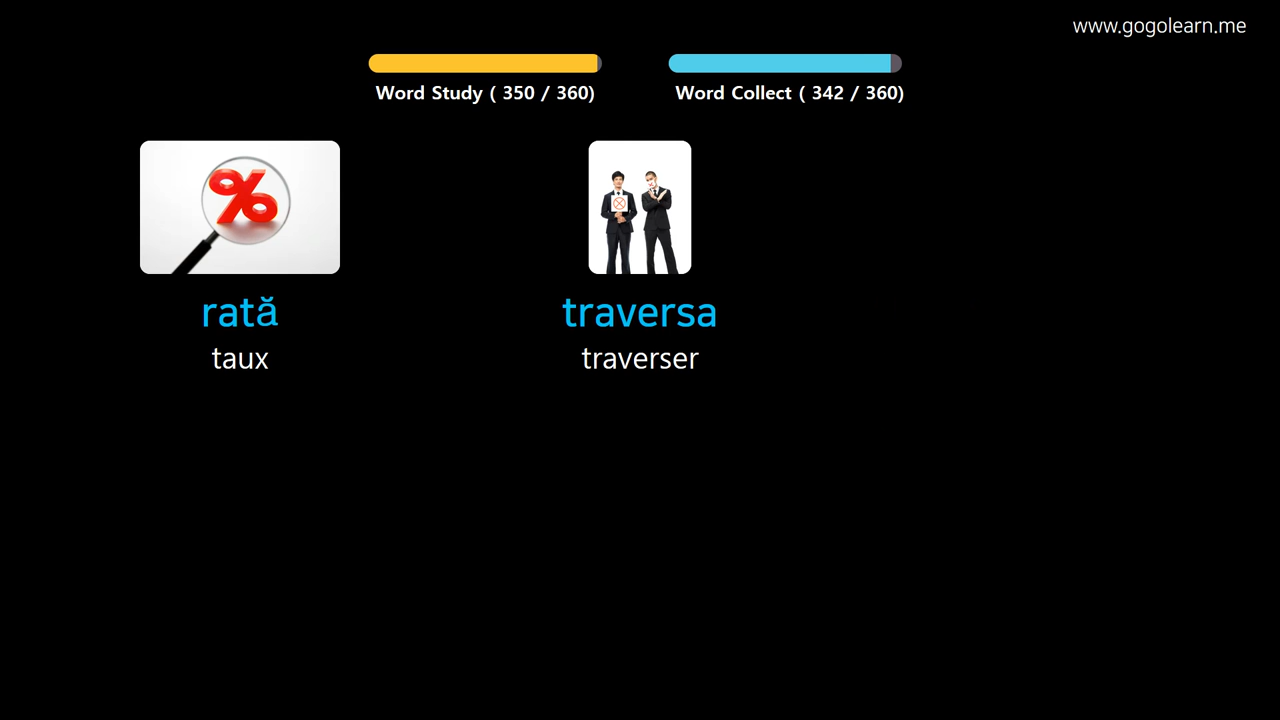 www.gogolearn.me
Word Study ( 350 / 360)
Word Collect ( 342 / 360)
%
rată
taux
traversa
traverser